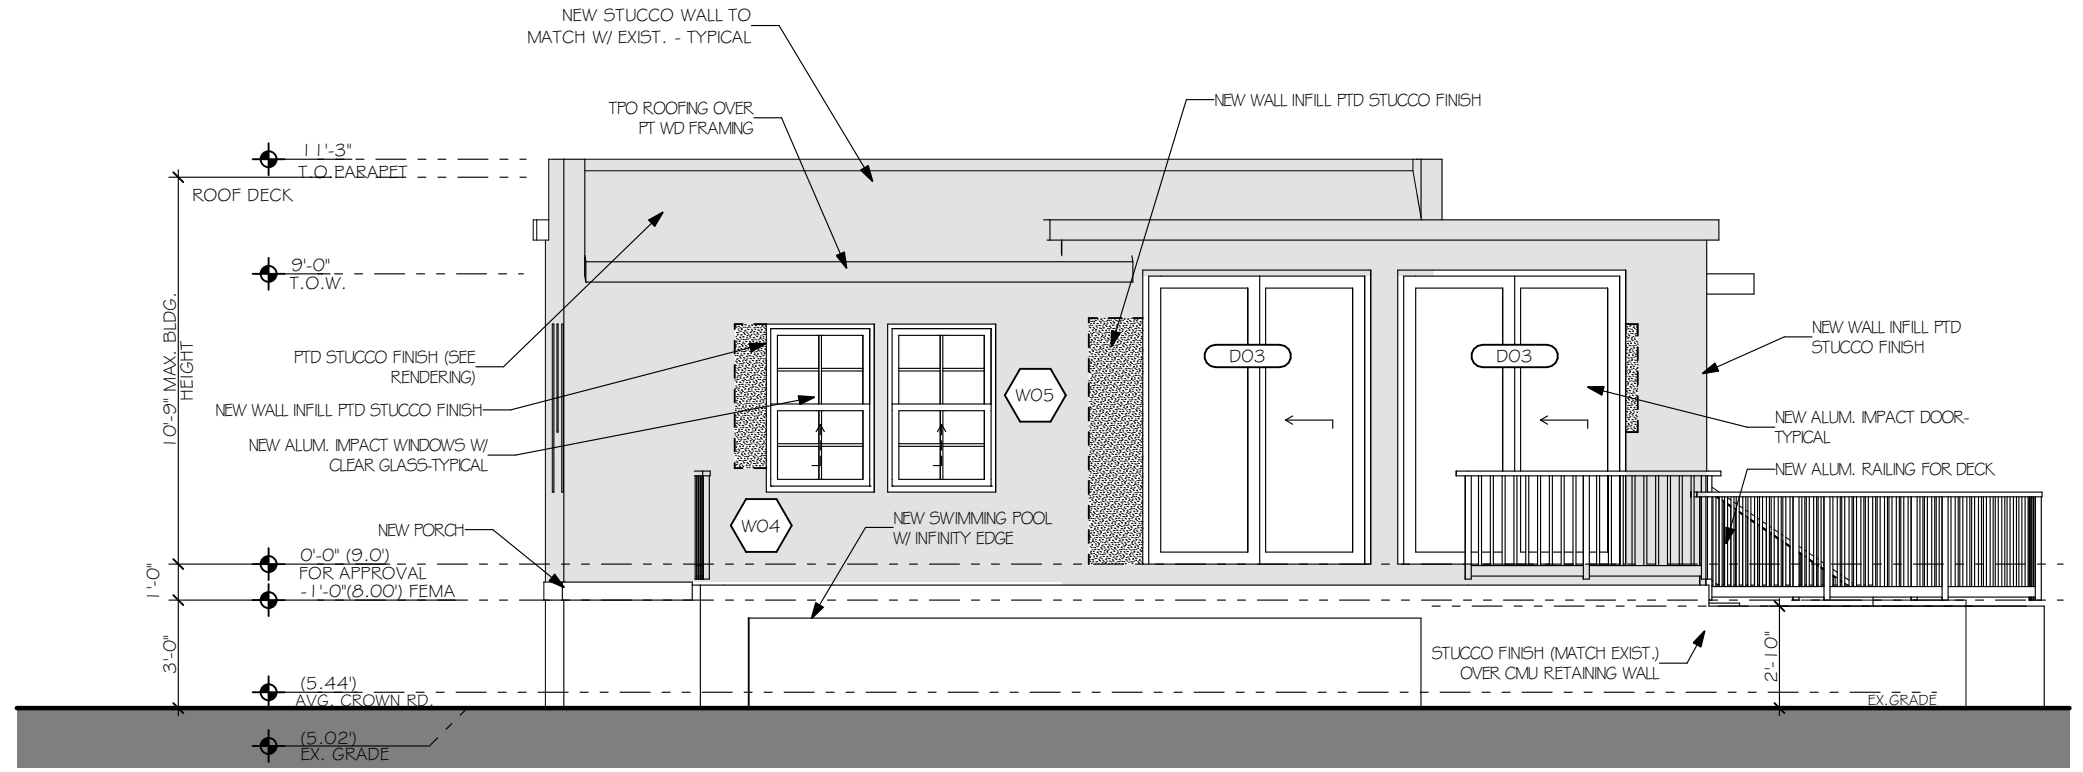 NEW STUCCO WALL TO
MATCH W/ EXIST. - TYPICAL
TPO ROOFING OVER
PT WD FRAMING
NEW WALL INFILL PTD STUCCO FINISH
11'-3"
T.O. PARAPET
ROOF DECK
9'-0"
T.O.W.
10'-9" MAX. BLDG.
HEIGHT
PTD STUCCO FINISH (SEE
RENDERING)
NEW WALL INFILL PTD STUCCO FINISH
NEW ALUM. IMPACT WINDOWS W/
CLEAR GLASS-TYPICAL
W05
W04
D03
D03
NEW WALL INFILL PTD
STUCCO FINISH
NEW ALUM. IMPACT DOOR-
TYPICAL
NEW ALUM. RAILING FOR DECK
NEW PORCH
NEW SWIMMING POOL
W/ INFINITY EDGE
0'-0" (9.0')
FOR APPROVAL
-1'-0"(8.00') FEMA
1'-0"
3'-0"
STUCCO FINISH (MATCH EXIST.)
OVER CMU RETAINING WALL
2'-10"
(5.44')
AVG. CROWN RD.
EX.GRADE
(5.02')
EX. GRADE